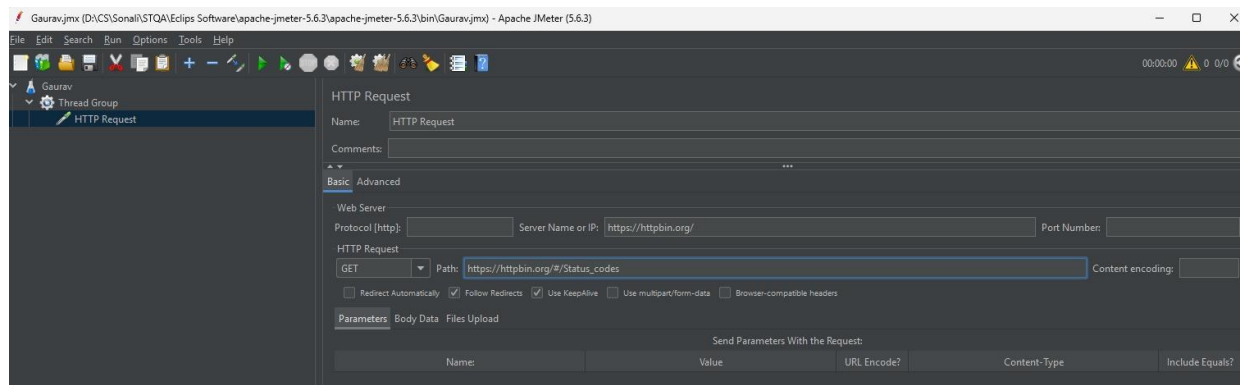 Gaurav.jmx (D:\CS\Sonali\STQA\Eclips Software\apache-jmeter-5.6.3\apache-jmeter-5.6.3\bin\Gaurav.jmx) - Apache JMeter (5.6.3)
File Edit Search Run Options Tools Help
00:00:00 0 0/0
Gaurav
Thread Group
HTTP Request
HTTP Request
Name: HTTP Request
Comments:
Basic Advanced
Web Server
Protocol [http]: Server Name or IP: https://httpbin.org/ Port Number:
HTTP Request
GET Path: https://httpbin.org/#/Status_codes Content encoding:
Redirect Automatically Follow Redirects Use KeepAlive Use multipart/form-data Browser-compatible headers
Parameters Body Data Files Upload
Send Parameters With the Request:
Name: Value URL Encode? Content-Type Include Equals?